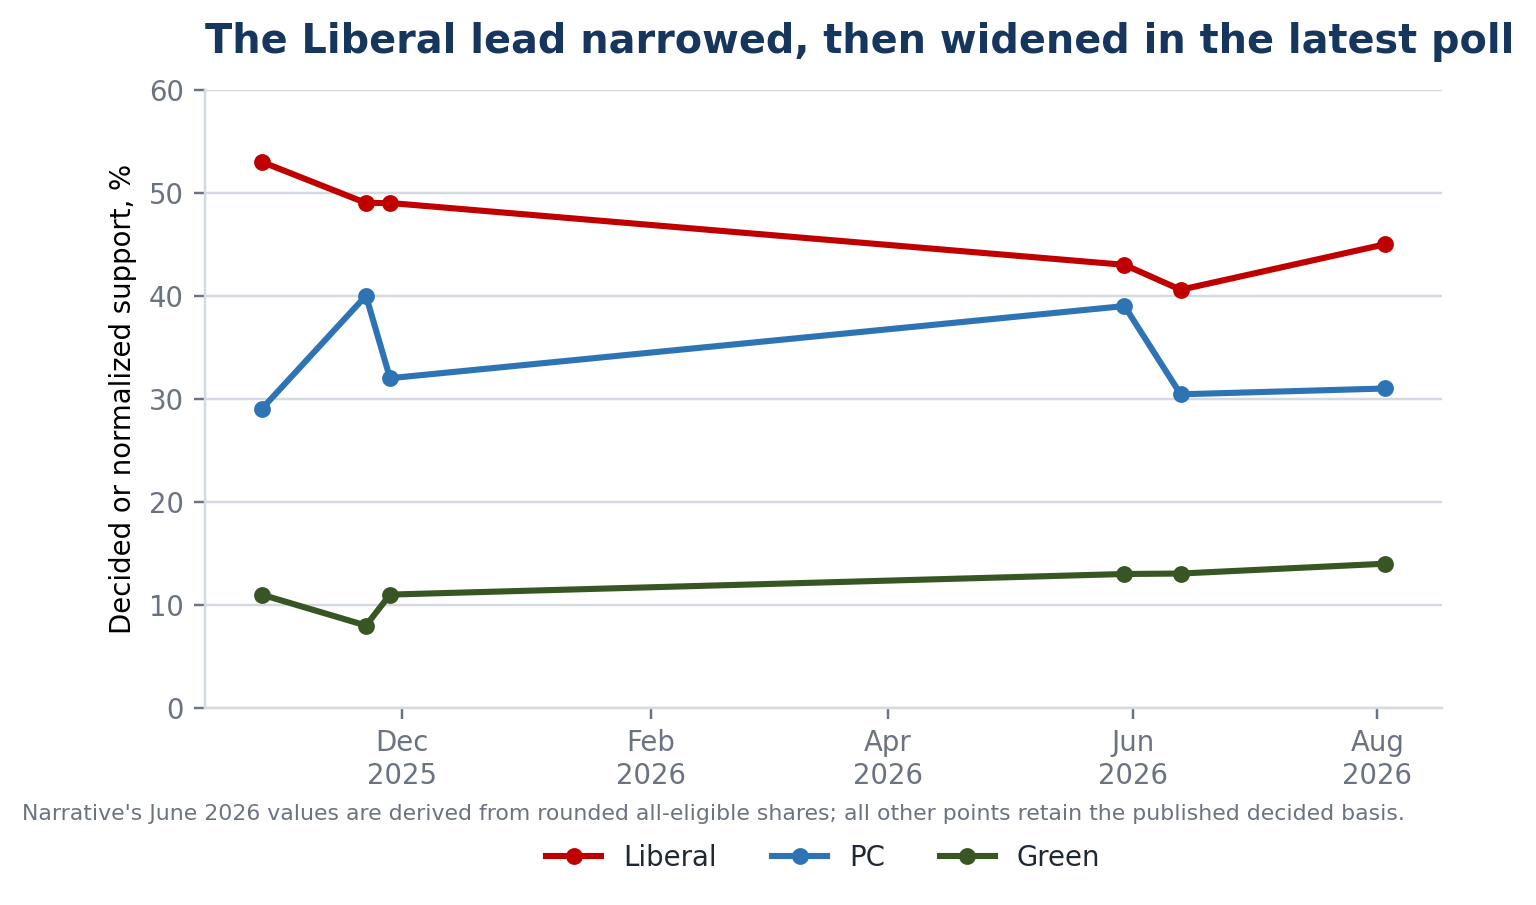 The Liberal lead narrowed, then widened in the latest poll
Decided or normalized support, %
60
50
40
30
20
10
0
Dec
2025
Feb
2026
Apr
2026
Jun
2026
Aug
2026
Narrative's June 2026 values are derived from rounded all-eligible shares; all other points retain the published decided basis.
Liberal
PC
Green